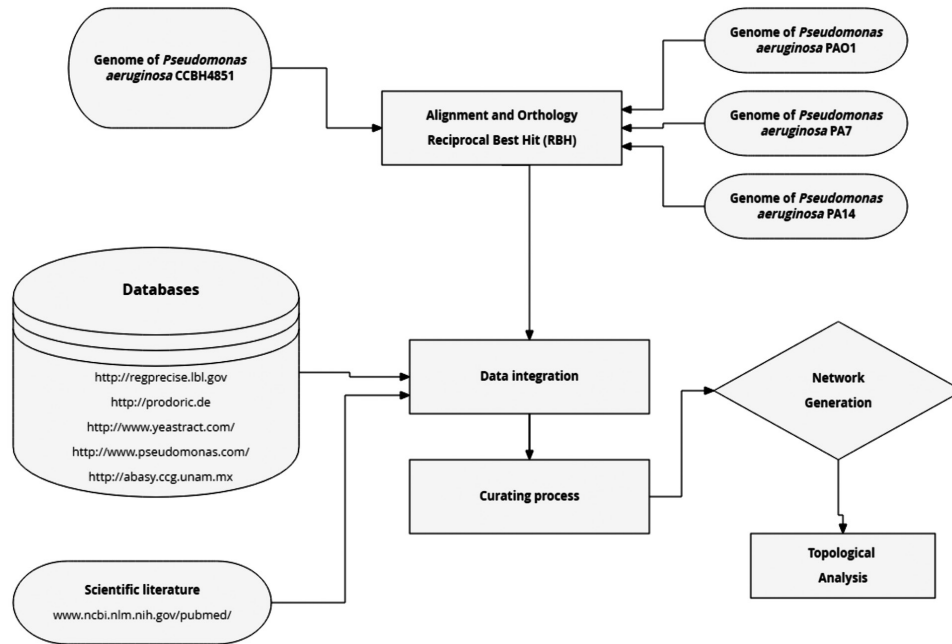 Genome of Pseudomonas
aeruginosa CCBH4851
Alignment and Orthology
Reciprocal Best Hit (RBH)
Genome of Pseudomonas
aeruginosa PAO1
Genome of Pseudomonas
aeruginosa PA7
Genome of Pseudomonas
aeruginosa PA14
Databases
http://regprecise.lbl.gov
http://prodoric.de
http://www.yeastract.com/
http://www.pseudomonas.com/
http://abasy.ccg.unam.mx
Scientific literature
www.ncbi.nlm.nih.gov/pubmed/
Data integration
Curating process
Network
Generation
Topological
Analysis